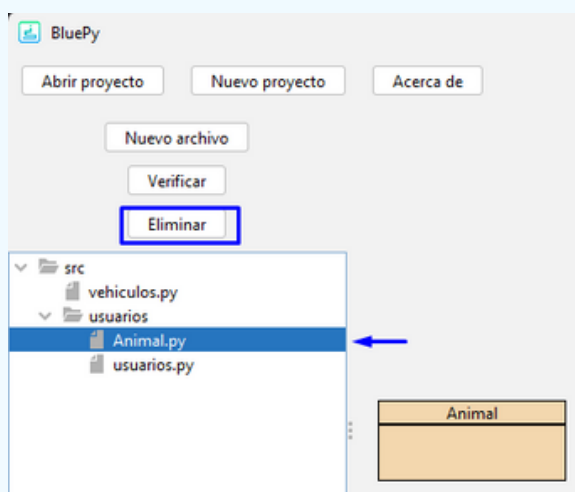 BluePy
Abrir proyecto Nuevo proyecto Acerca de
Nuevo archivo
Verificar
Eliminar
src
vehiculos.py
usuarios
Animal.py
usuarios.py
Animal